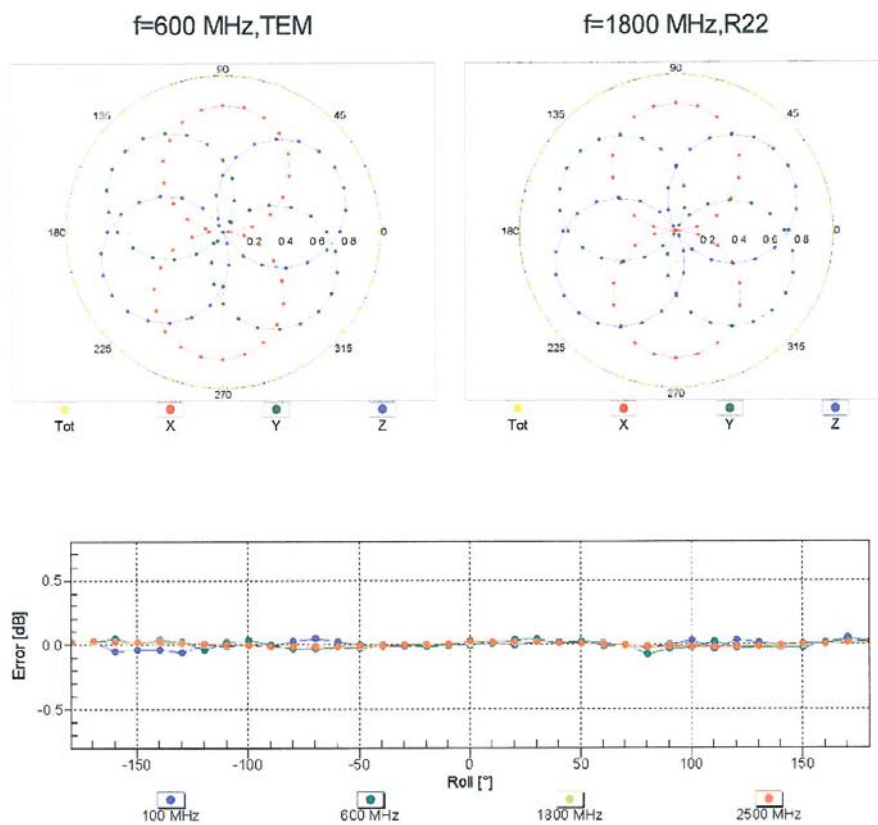 f=600 MHz,TEM
f=1800 MHz,R22
90
135
45
180
0.2 0.4 0.6 0.8
0
225
315
270
Tot
X
Y
Z
90
135
45
180
0.2 0.4 0.6 0.8
0
225
315
270
Tot
X
Y
Z
Error [dB]
0.5
0.0
-0.5
-150
-100
-50
0
50
100
150
Roll [°]
100 MHz
600 MHz
1800 MHz
2500 MHz